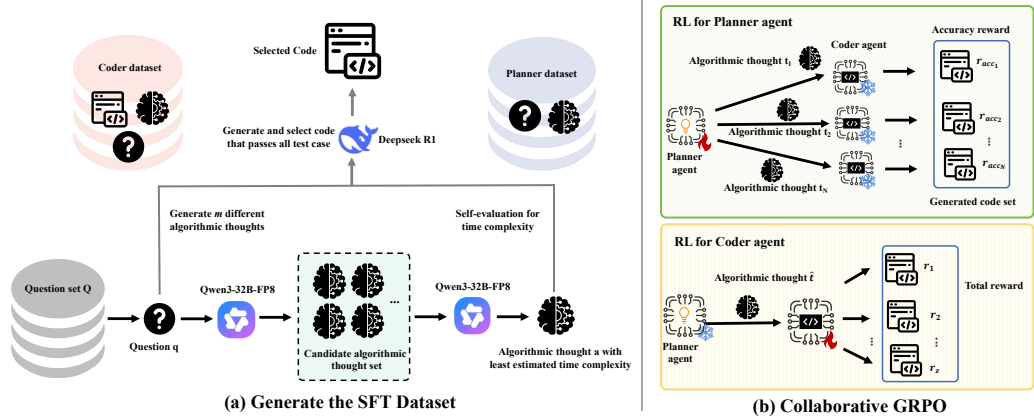 Coder dataset
Selected Code
Planner dataset
Generate and select code
that passes all test case
Deepseek RI
Generate m different
algorithmic thoughts
Self-evaluation for
time complexity
Question set Q
Question q
Qwen3-32B-FP8
...
Candidate algorithmic
thought set
Qwen3-32B-FP8
Algorithmic thought a with
least estimated time complexity
(a) Generate the SFT Dataset
RL for Planner agent
Planner
agent
Algorithmic thought t1
Algorithmic thought t2
Algorithmic thought tN
Coder agent
...
Accuracy reward
racc1
racc2
...
raccN
Generated code set
RL for Coder agent
Planner
agent
Algorithmic thought t̂
...
r1
r2
...
rz
Total reward
(b) Collaborative GRPO